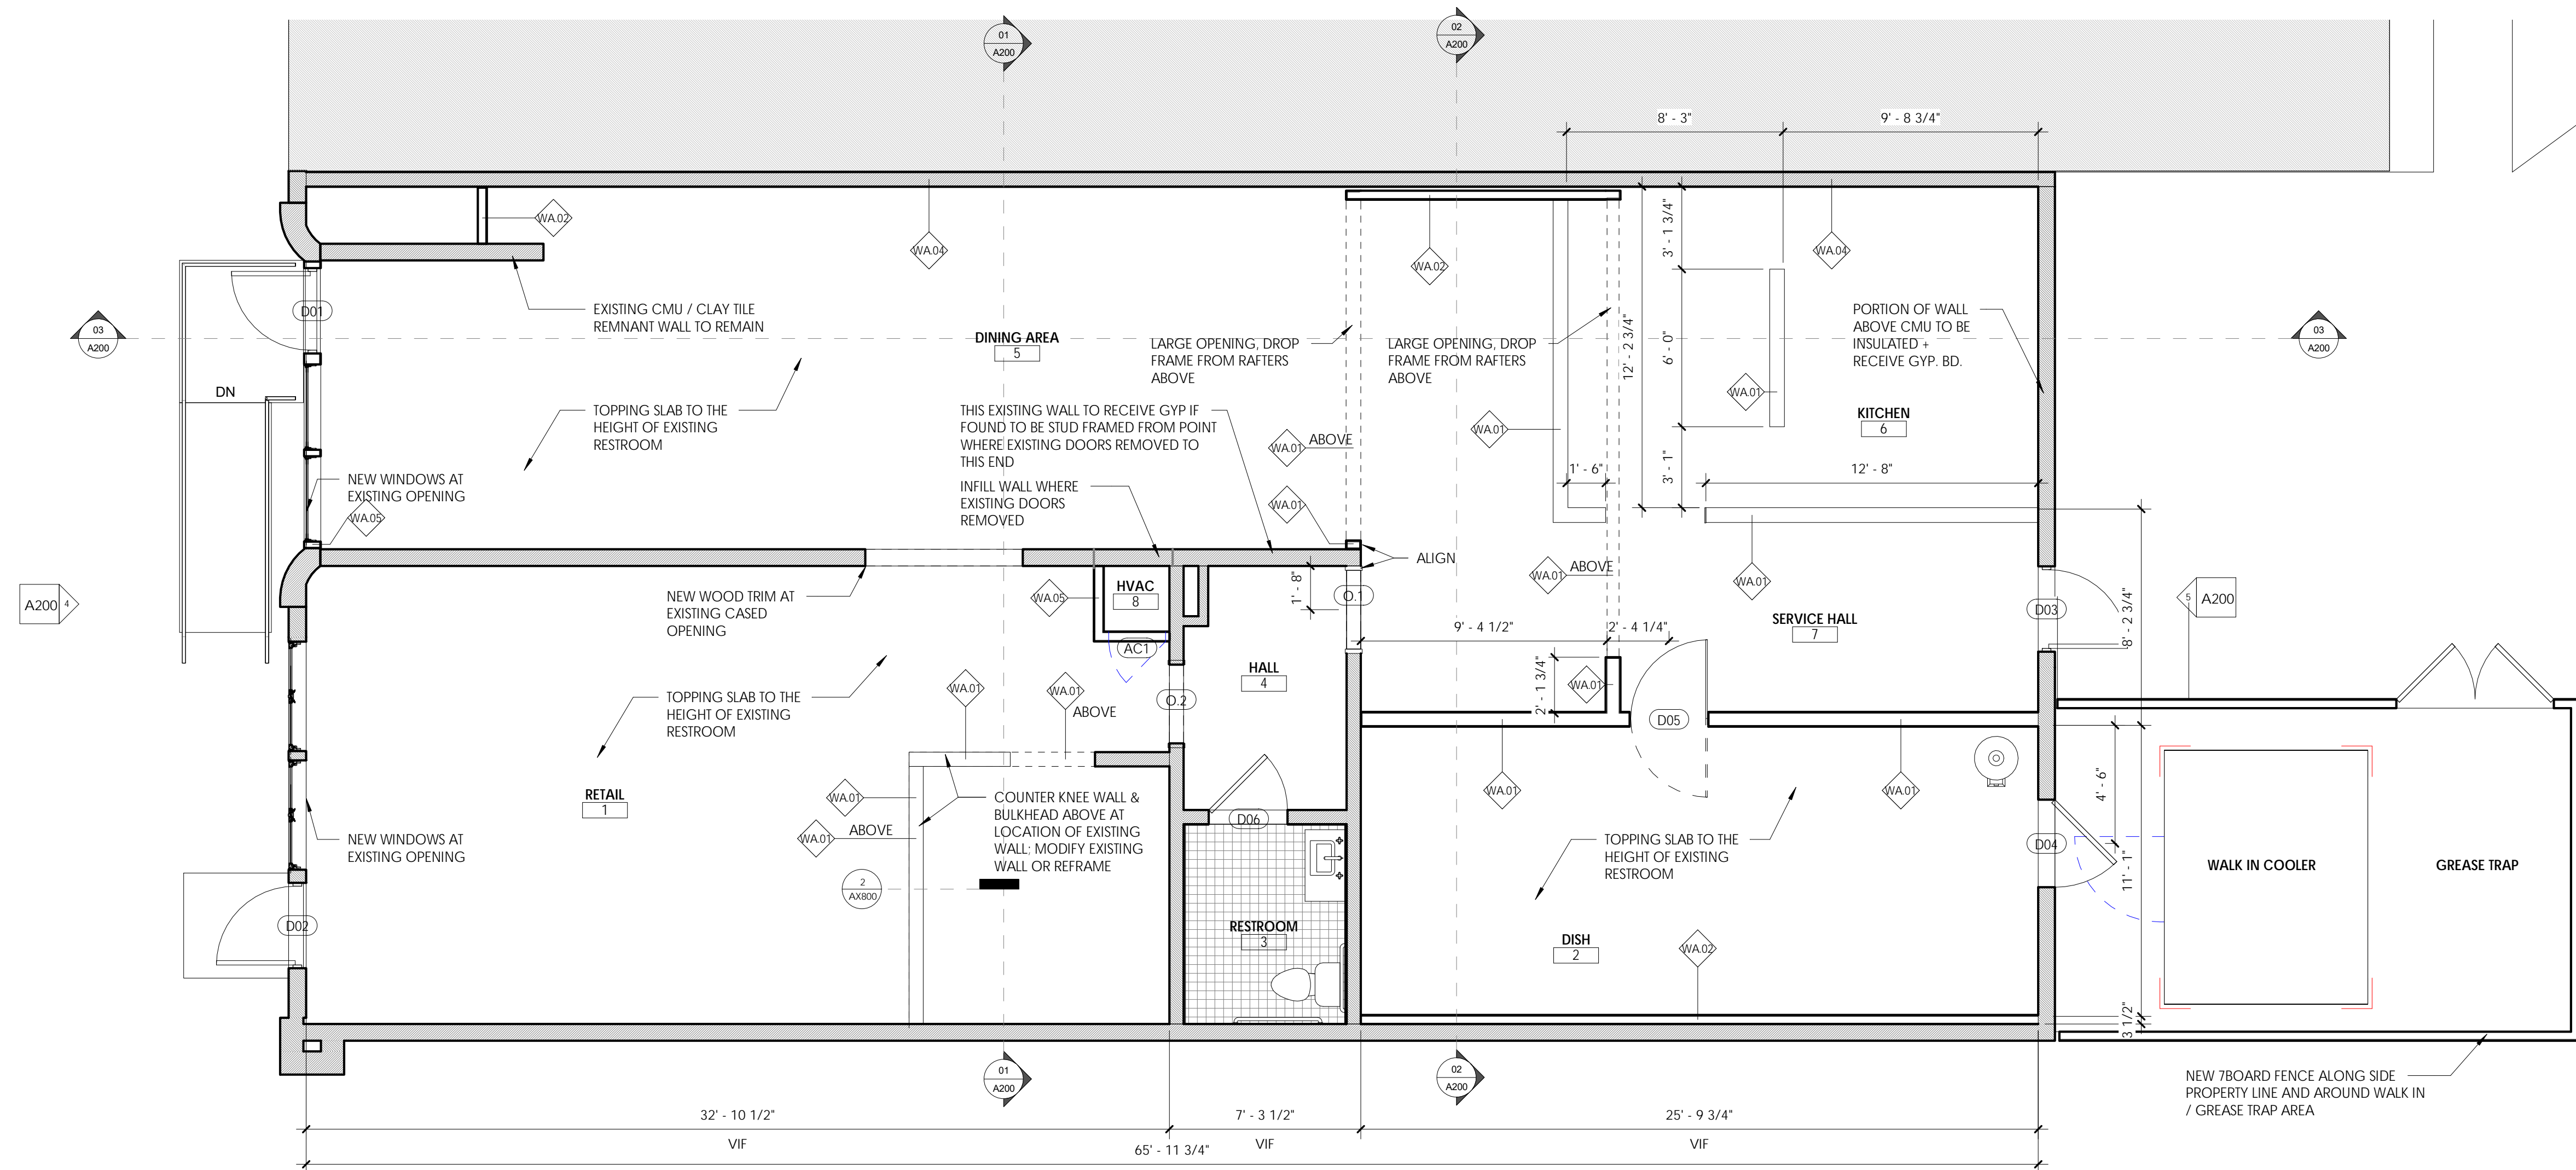 01
A200
02
A200
8' - 3"
9' - 8 3/4"
WA.02
WA.04
WA.02
WA.04
3' - 1 3/4"
12' - 2 3/4"
6' - 0"
3' - 1"
D01
EXISTING CMU / CLAY TILE
REMNANT WALL TO REMAIN
03
A200
DINING AREA
5
LARGE OPENING, DROP
FRAME FROM RAFTERS
ABOVE
LARGE OPENING, DROP
FRAME FROM RAFTERS
ABOVE
PORTION OF WALL
ABOVE CMU TO BE
INSULATED +
RECEIVE GYP. BD.
03
A200
DN
TOPPING SLAB TO THE
HEIGHT OF EXISTING
RESTROOM
THIS EXISTING WALL TO RECEIVE GYP IF
FOUND TO BE STUD FRAMED FROM POINT
WHERE EXISTING DOORS REMOVED TO
THIS END
WA.01
ABOVE
WA.01
WA.01
KITCHEN
6
NEW WINDOWS AT
EXISTING OPENING
WA.05
INFILL WALL WHERE
EXISTING DOORS
REMOVED
WA.01
1' - 6"
12' - 8"
ALIGN
A200
4
NEW WOOD TRIM AT
EXISTING CASED
OPENING
WA.05
HVAC
8
AC1
1' - 8"
O.1
WA.01
ABOVE
WA.01
SERVICE HALL
7
D03
8' - 2 3/4"
5
A200
9' - 4 1/2"
2' - 4 1/4"
2' - 1 3/4"
WA.01
TOPPING SLAB TO THE
HEIGHT OF EXISTING
RESTROOM
WA.01
WA.01
ABOVE
O.2
HALL
4
D05
RETAIL
1
WA.01
WA.01
ABOVE
COUNTER KNEE WALL &
BULKHEAD ABOVE AT
LOCATION OF EXISTING
WALL; MODIFY EXISTING
WALL OR REFRAME
WA.01
WA.01
4' - 6"
D06
NEW WINDOWS AT
EXISTING OPENING
TOPPING SLAB TO THE
HEIGHT OF EXISTING
RESTROOM
D04
11' - 1"
WALK IN COOLER
GREASE TRAP
2
AX800
D02
RESTROOM
3
DISH
2
WA.02
3 1/2"
01
A200
02
A200
NEW 7BOARD FENCE ALONG SIDE
PROPERTY LINE AND AROUND WALK IN
/ GREASE TRAP AREA
32' - 10 1/2"
7' - 3 1/2"
25' - 9 3/4"
VIF
VIF
VIF
65' - 11 3/4"